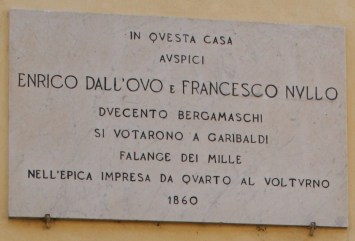 IN QVESTA CASA
AVSPICI
ENRICO DALL'OVO E FRANCESCO NVLLO
DVECENTO BERGAMASCHI
SI VOTARONO A GARIBALDI
FALANGE DEI MILLE
NELL'EPICA IMPRESA DA QVARTO AL VOLTVRNO
1860